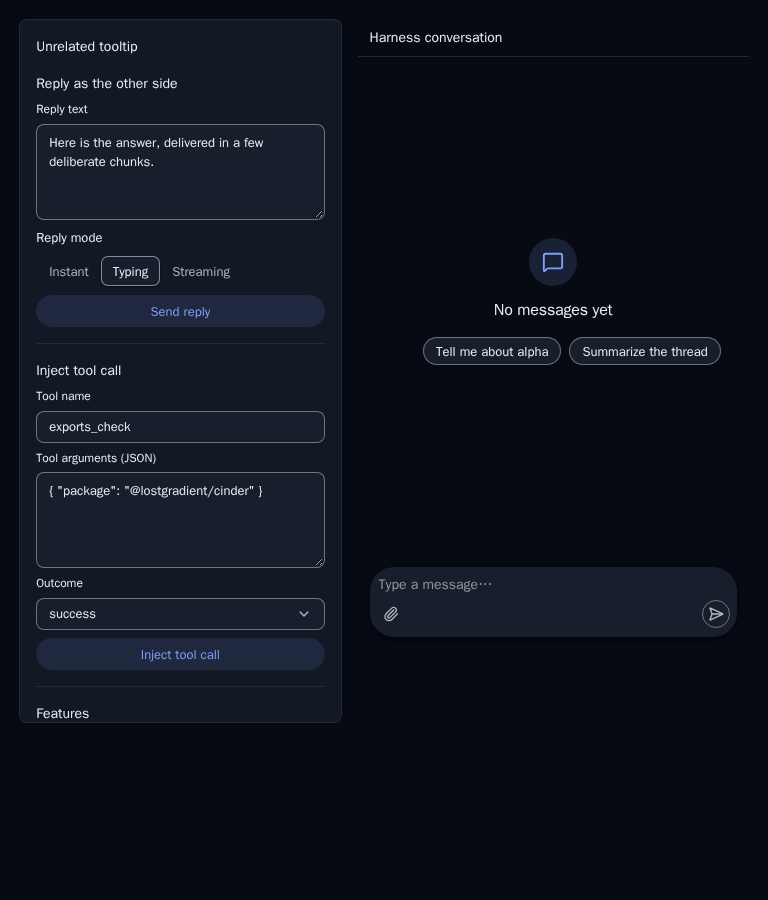 Unrelated tooltip
Reply as the other side
Reply text
Here is the answer, delivered in a few
deliberate chunks.
Reply mode
Instant
Typing
Streaming
Send reply
Inject tool call
Tool name
exports_check
Tool arguments (JSON)
{ "package": "@lostgradient/cinder" }
Outcome
success
Inject tool call
Features
Harness conversation
No messages yet
Tell me about alpha
Summarize the thread
Type a message…